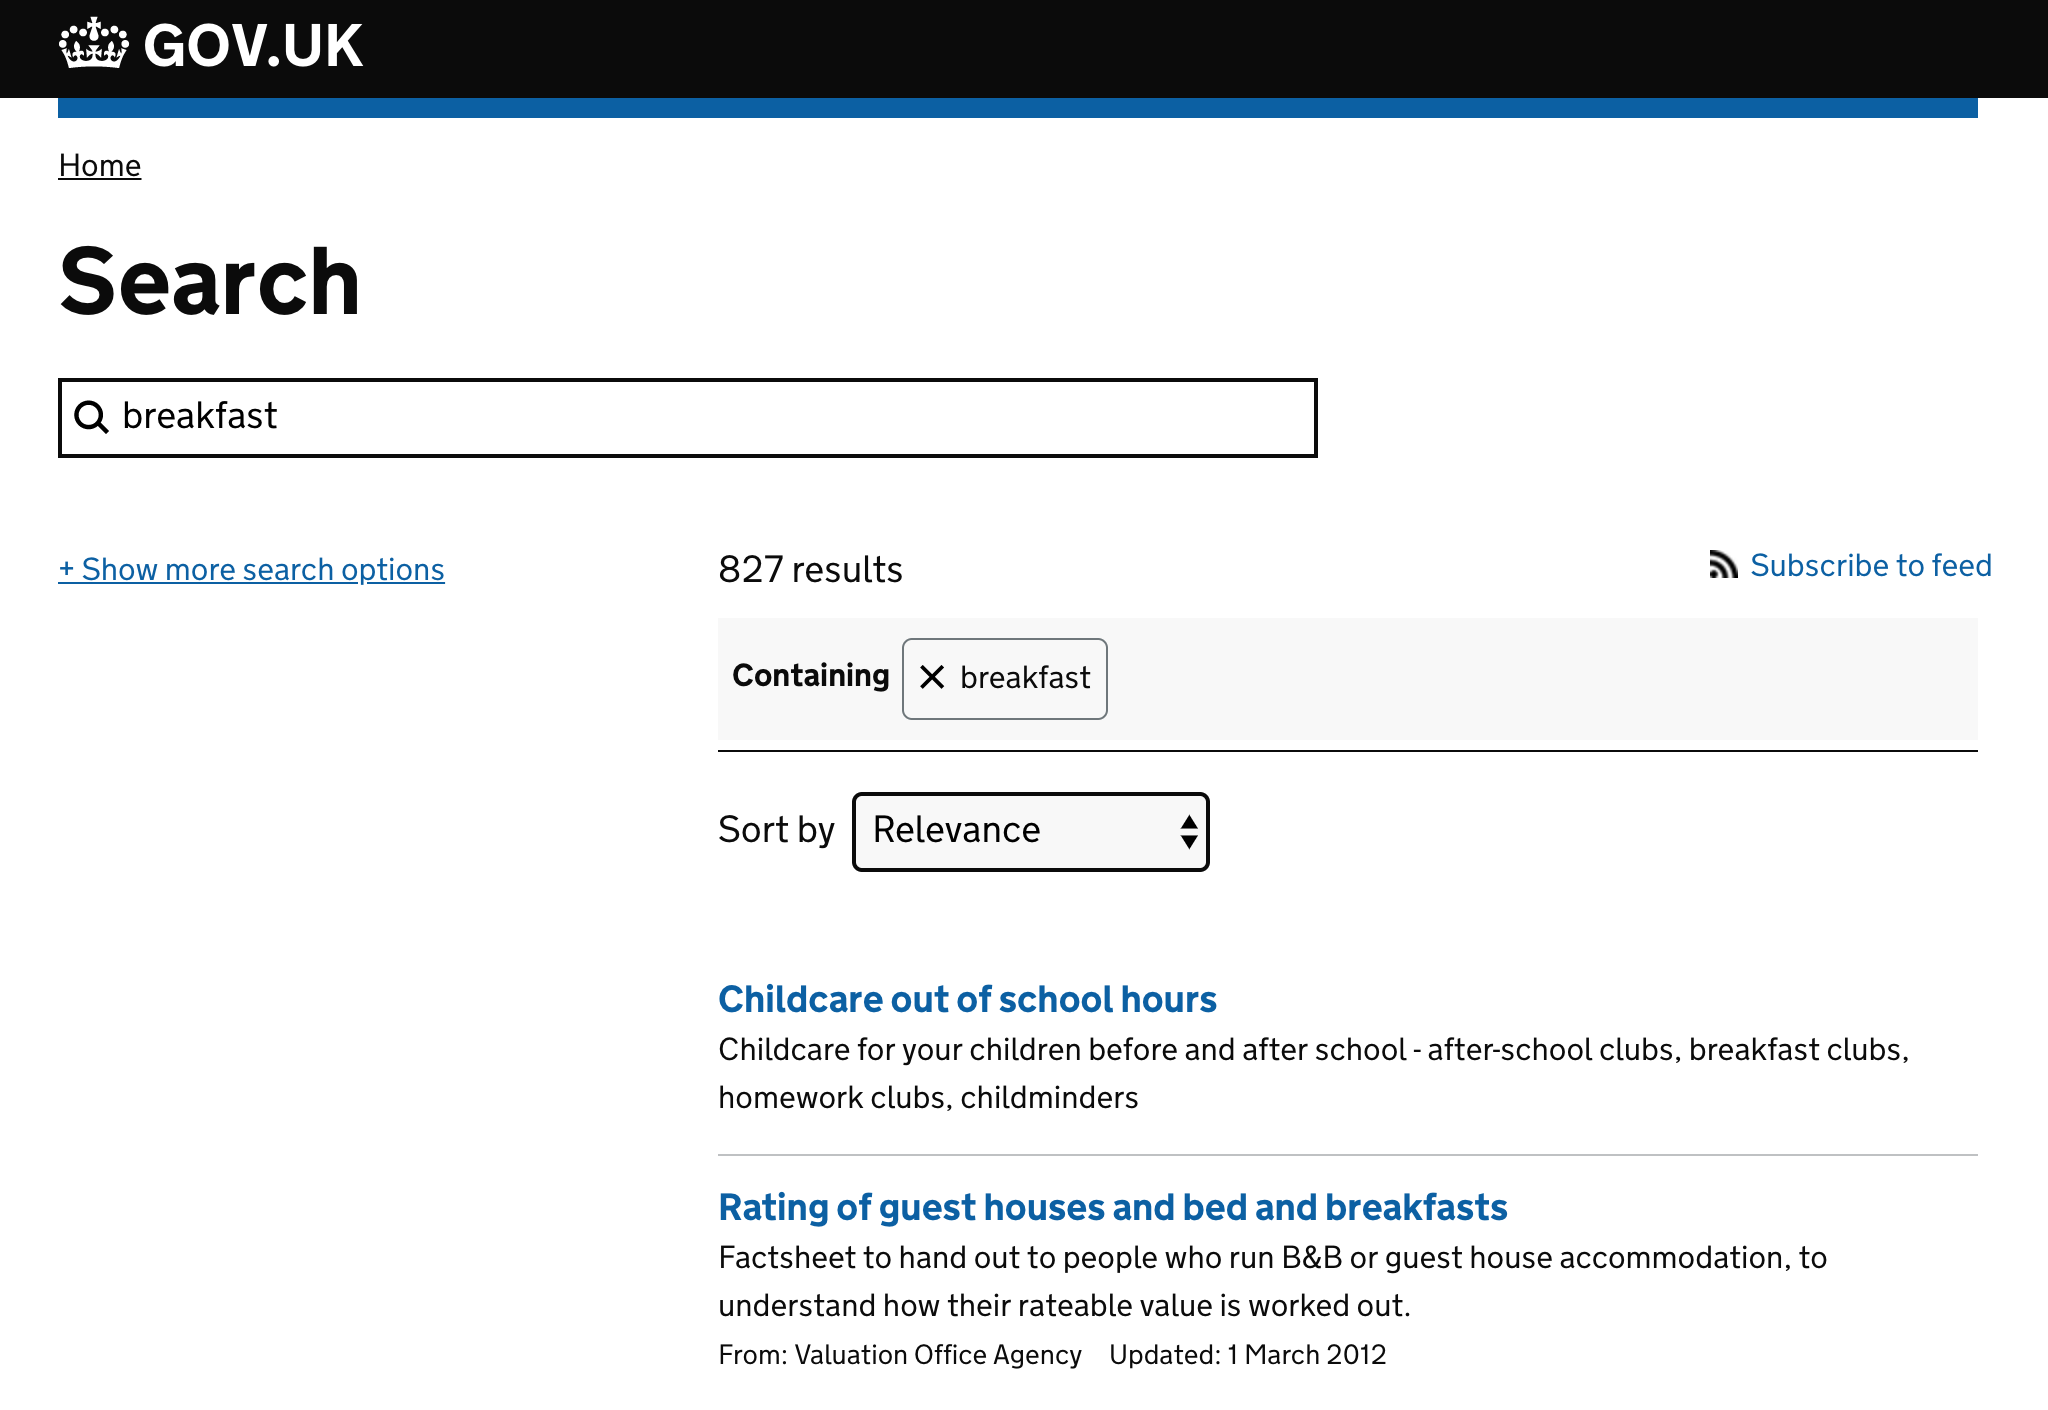 GOV.UK
Home
Search
breakfast
+ Show more search options
827 results
Subscribe to feed
Containing
breakfast
Sort by
Relevance
Childcare out of school hours
Childcare for your children before and after school - after-school clubs, breakfast clubs,
homework clubs, childminders
Rating of guest houses and bed and breakfasts
Factsheet to hand out to people who run B&B or guest house accommodation, to
understand how their rateable value is worked out.
From: Valuation Office Agency Updated: 1 March 2012